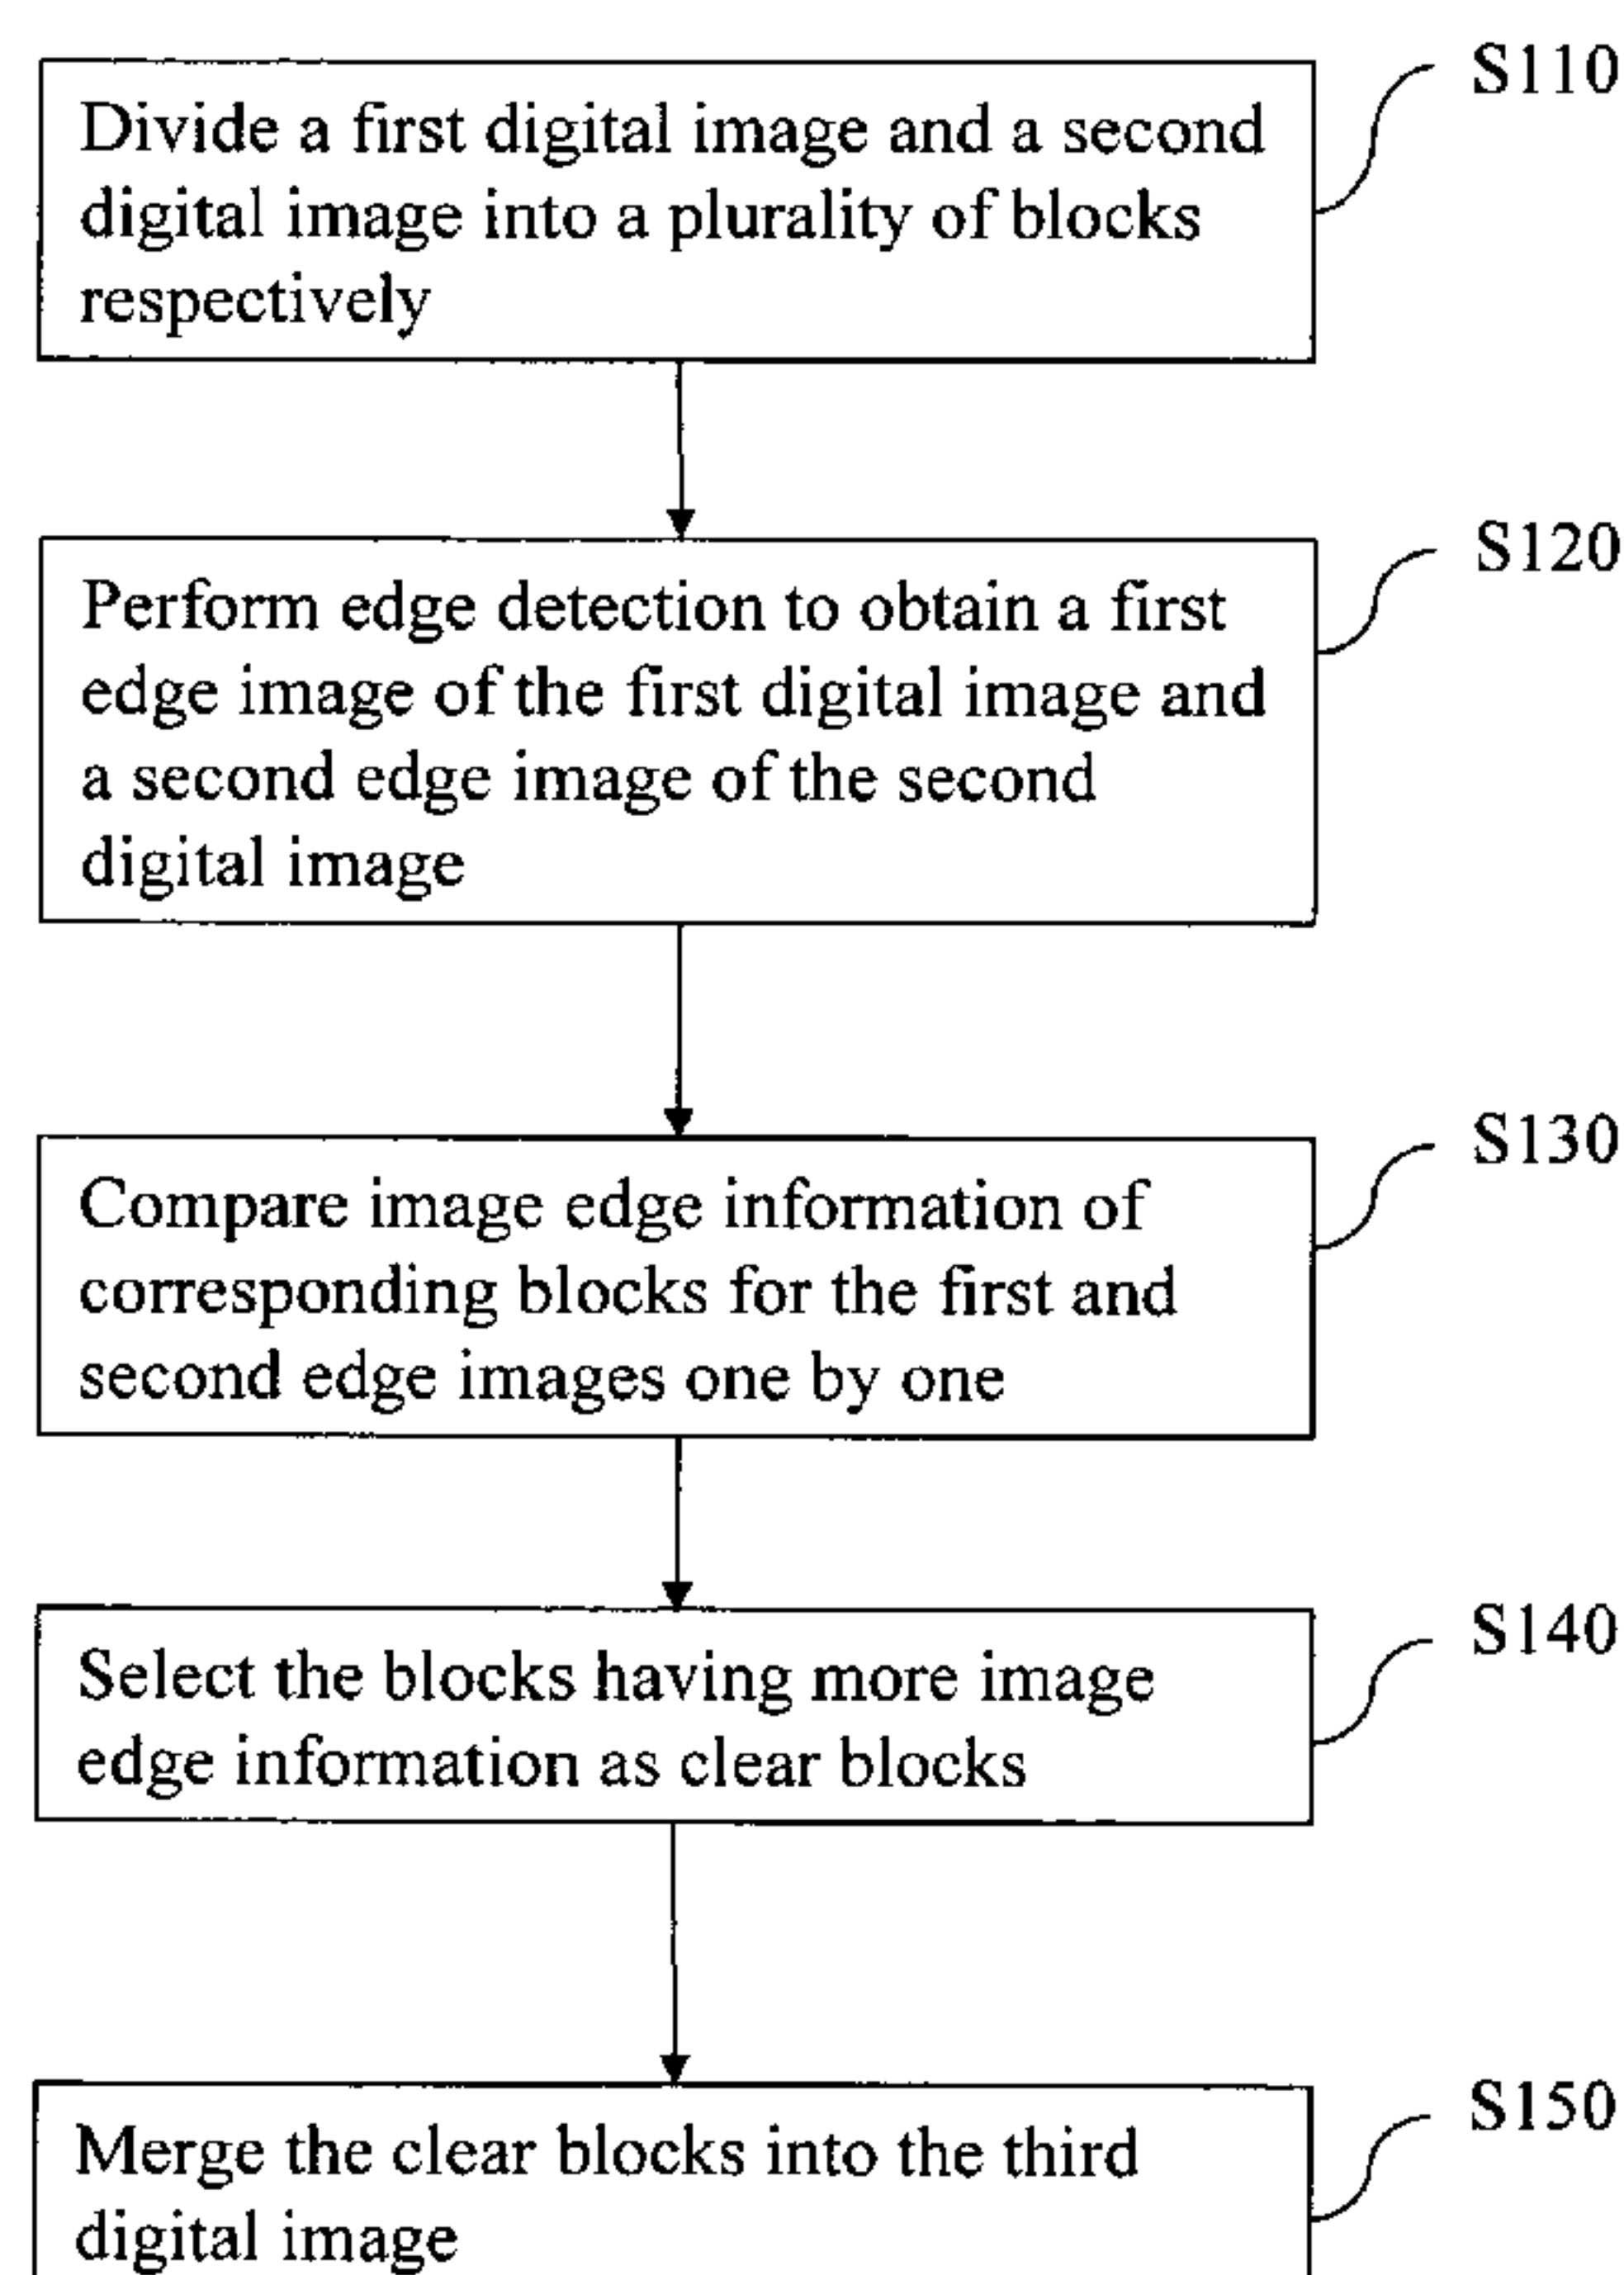 S110
Divide a first digital image and a second
digital image into a plurality of blocks
respectively
S120
Perform edge detection to obtain a first
edge image of the first digital image and
a second edge image of the second
digital image
S130
Compare image edge information of
corresponding blocks for the first and
second edge images one by one
S140
Select the blocks having more image
edge information as clear blocks
S150
Merge the clear blocks into the third
digital image